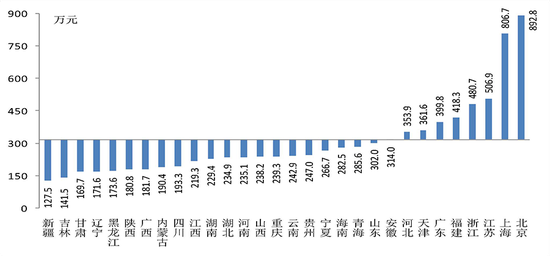 万元
900
750
600
450
300
150
0
127.5
141.5
169.7
171.6
173.6
180.8
181.7
190.4
193.3
219.3
229.4
234.9
235.1
238.2
239.3
242.9
247.0
266.7
282.5
285.6
302.0
314.0
353.9
361.6
399.8
418.3
480.7
506.9
806.7
892.8
新疆
吉林
甘肃
辽宁
黑龙江
陕西
广西
内蒙古
四川
江西
湖南
湖北
河南
山西
重庆
云南
贵州
宁夏
海南
青海
山东
安徽
河北
天津
广东
福建
浙江
江苏
上海
北京